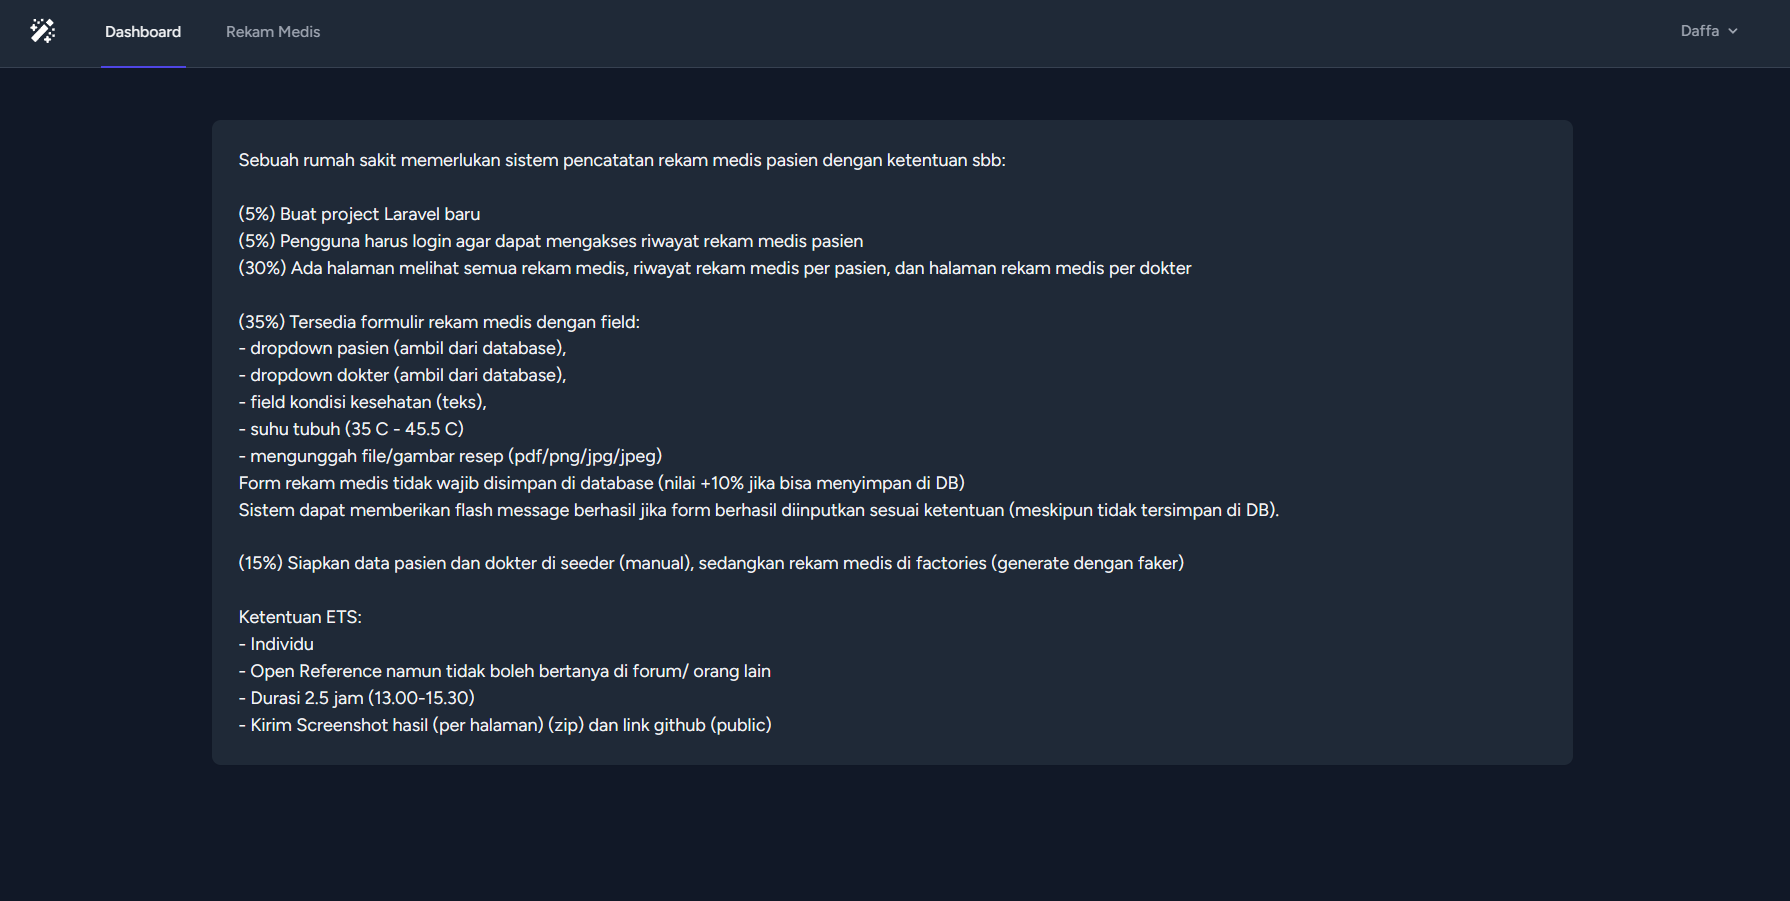 Dashboard
Rekam Medis
Daffa
Sebuah rumah sakit memerlukan sistem pencatatan rekam medis pasien dengan ketentuan sbb:
(5%) Buat project Laravel baru
(5%) Pengguna harus login agar dapat mengakses riwayat rekam medis pasien
(30%) Ada halaman melihat semua rekam medis, riwayat rekam medis per pasien, dan halaman rekam medis per dokter
(35%) Tersedia formulir rekam medis dengan field:
- dropdown pasien (ambil dari database),
- dropdown dokter (ambil dari database),
- field kondisi kesehatan (teks),
- suhu tubuh (35 C - 45.5 C)
- mengunggah file/gambar resep (pdf/png/jpg/jpeg)
Form rekam medis tidak wajib disimpan di database (nilai +10% jika bisa menyimpan di DB)
Sistem dapat memberikan flash message berhasil jika form berhasil diinputkan sesuai ketentuan (meskipun tidak tersimpan di DB).
(15%) Siapkan data pasien dan dokter di seeder (manual), sedangkan rekam medis di factories (generate dengan faker)
Ketentuan ETS:
- Individu
- Open Reference namun tidak boleh bertanya di forum/ orang lain
- Durasi 2.5 jam (13.00-15.30)
- Kirim Screenshot hasil (per halaman) (zip) dan link github (public)